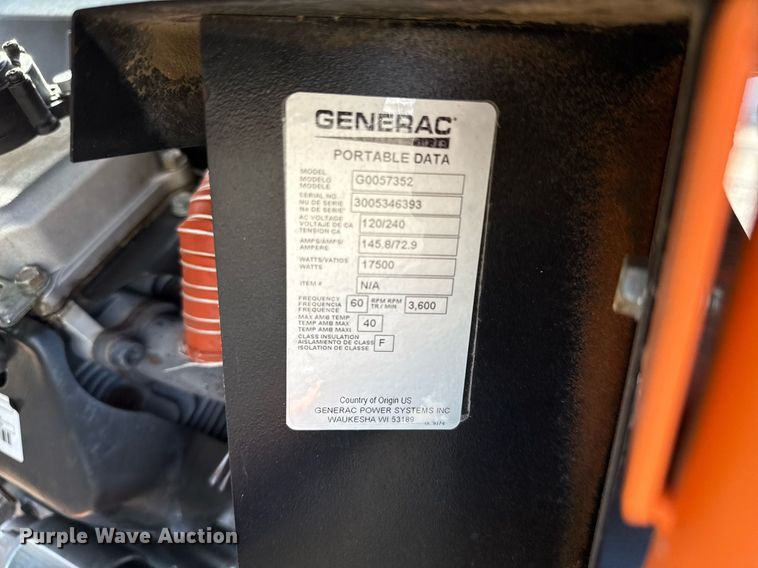 GENERAC
PORTABLE DATA
MODEL
MODELO
MODELE
G0057352
SERIAL NO.
NU DE SERIE
No DE SERIE
3005346393
AC VOLTAGE
VOLTAJE DE CA
TENSION CA
120/240
AMPS/AMPS/
AMPERE
145.8/72.9
WATTS/VATIOS
WATTS
17500
ITEM #
N/A
FREQUENCY
FRECUENCIA
FREQUENCE
60
RPM RPM
TR / MIN
3,600
MAX AMB TEMP
TEMP AMB MAX
TEMP AMB MAXI
40
CLASS INSULATION
AISLAMIENTO DE CLASE
ISOLATION DE CLASSE
F
Country of Origin US
GENERAC POWER SYSTEMS INC
WAUKESHA WI 53189
Purple Wave Auction